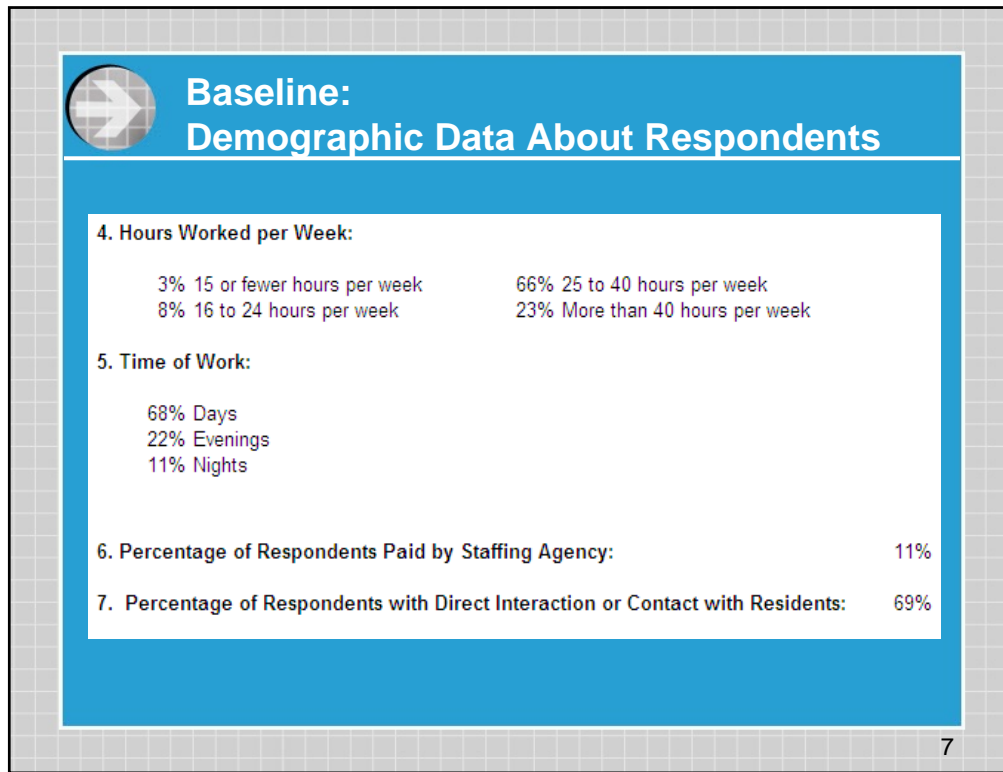 Baseline:
Demographic Data About Respondents
4. Hours Worked per Week:
3% 15 or fewer hours per week 66% 25 to 40 hours per week
8% 16 to 24 hours per week 23% More than 40 hours per week
5. Time of Work:
68% Days
22% Evenings
11% Nights
6. Percentage of Respondents Paid by Staffing Agency: 11%
7. Percentage of Respondents with Direct Interaction or Contact with Residents: 69%
7